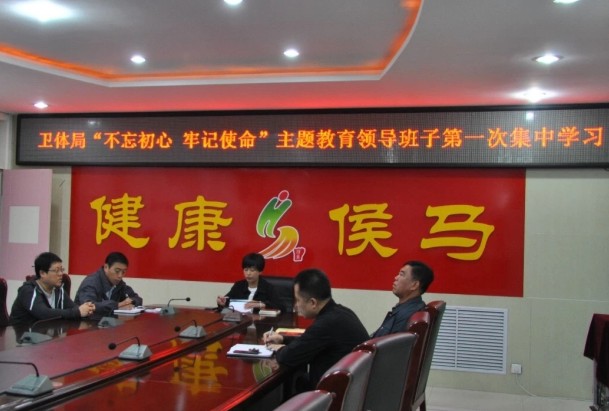 卫体局“不忘初心 牢记使命”主题教育领导班子第一次集中学习
健康 侯马